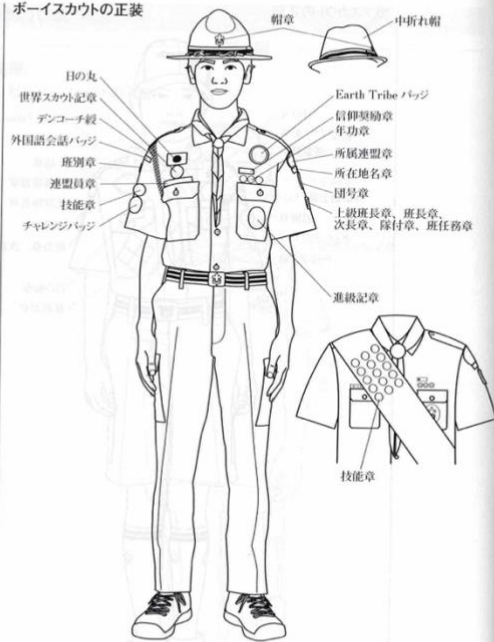 ボーイスカウトの正装
帽章
中折れ帽
日の丸
世界スカウト記章
デンコーチ綬
外国語会話バッジ
班別章
連盟員章
技能章
チャレンジバッジ
Earth Tribe バッジ
信仰奨励章
年功章
所属連盟章
所在地名章
団号章
上級班長章、班長章、
次長章、隊付章、班任務章
進級記章
技能章